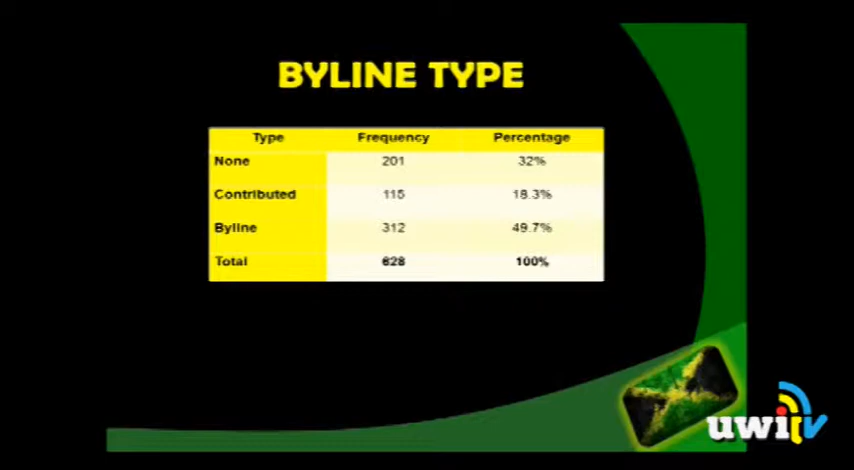 BYLINE TYPE
Type Frequency Percentage
None 201 32%
Contributed 115 18.3%
Byline 312 49.7%
Total 628 100%
uwitv